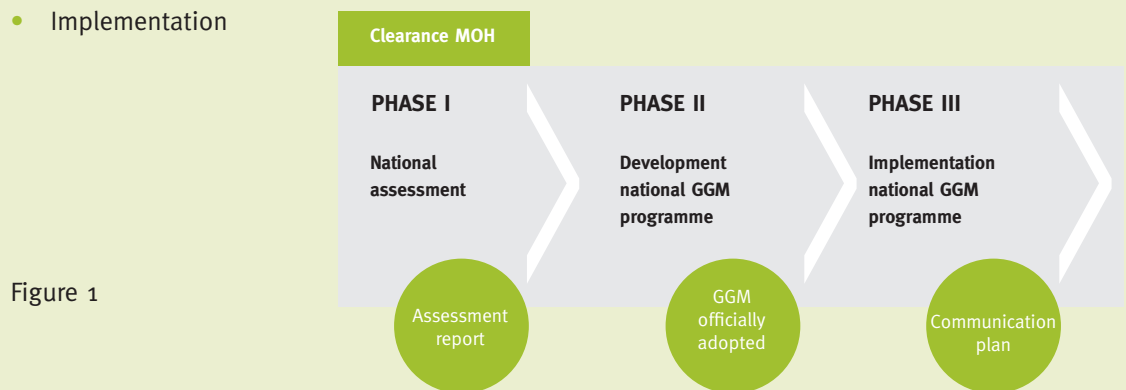 • Implementation
Clearance MOH
PHASE I
National
assessment
PHASE II
Development
national GGM
programme
PHASE III
Implementation
national GGM
programme
Figure 1
Assessment
report
GGM
officially
adopted
Communication
plan